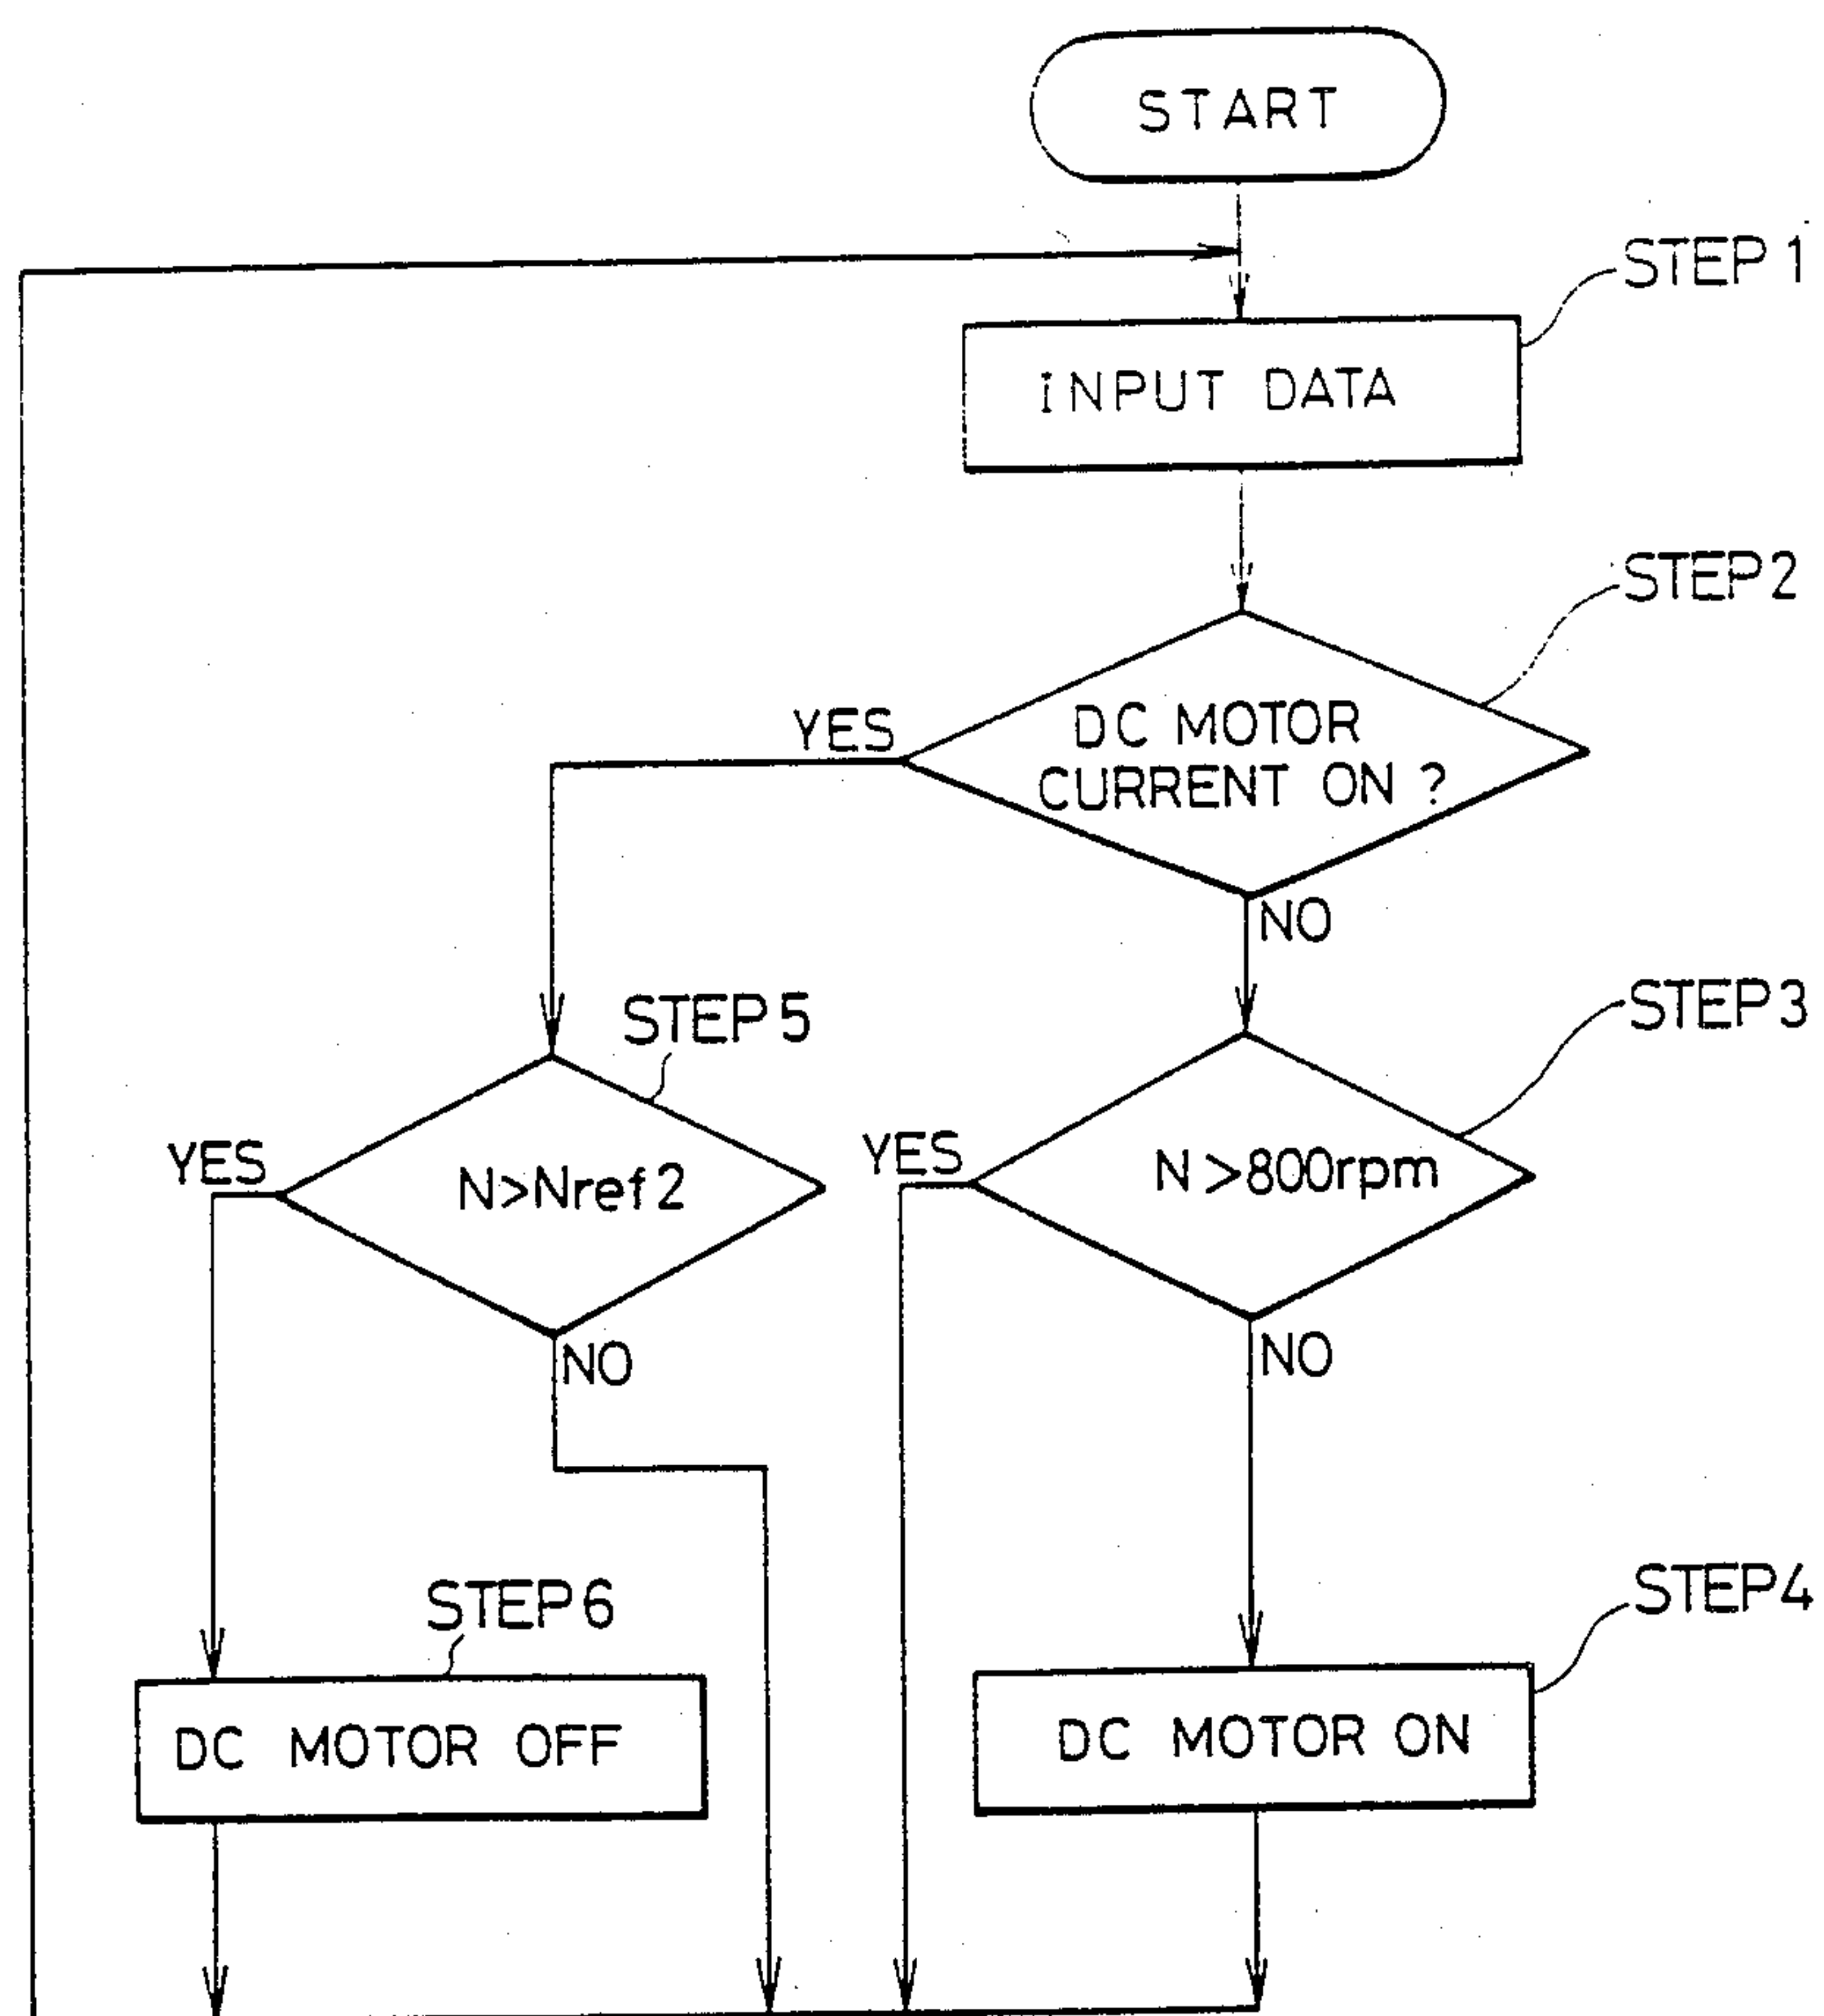 START
STEP 1
INPUT DATA
STEP 2
YES
DC MOTOR
CURRENT ON ?
NO
STEP 5
STEP 3
YES
N>Nref 2
YES
N >800rpm
NO
NO
STEP 6
STEP 4
DC MOTOR OFF
DC MOTOR ON